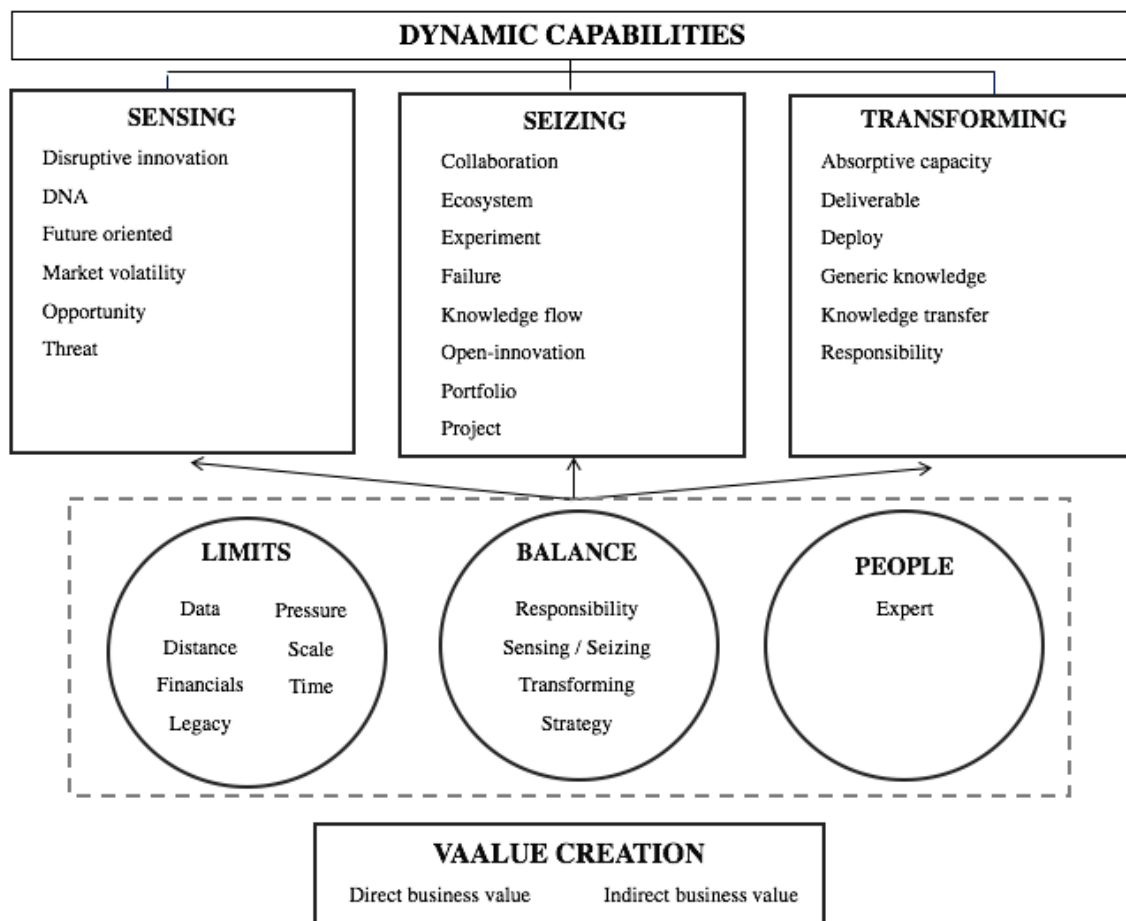 DYNAMIC CAPABILITIES
SENSING
Disruptive innovation
DNA
Future oriented
Market volatility
Opportunity
Threat
SEIZING
Collaboration
Ecosystem
Experiment
Failure
Knowledge flow
Open-innovation
Portfolio
Project
TRANSFORMING
Absorptive capacity
Deliverable
Deploy
Generic knowledge
Knowledge transfer
Responsibility
LIMITS
Data
Distance
Financials
Legacy
Pressure
Scale
Time
BALANCE
Responsibility
Sensing / Seizing
Transforming
Strategy
PEOPLE
Expert
VAALUE CREATION
Direct business value
Indirect business value